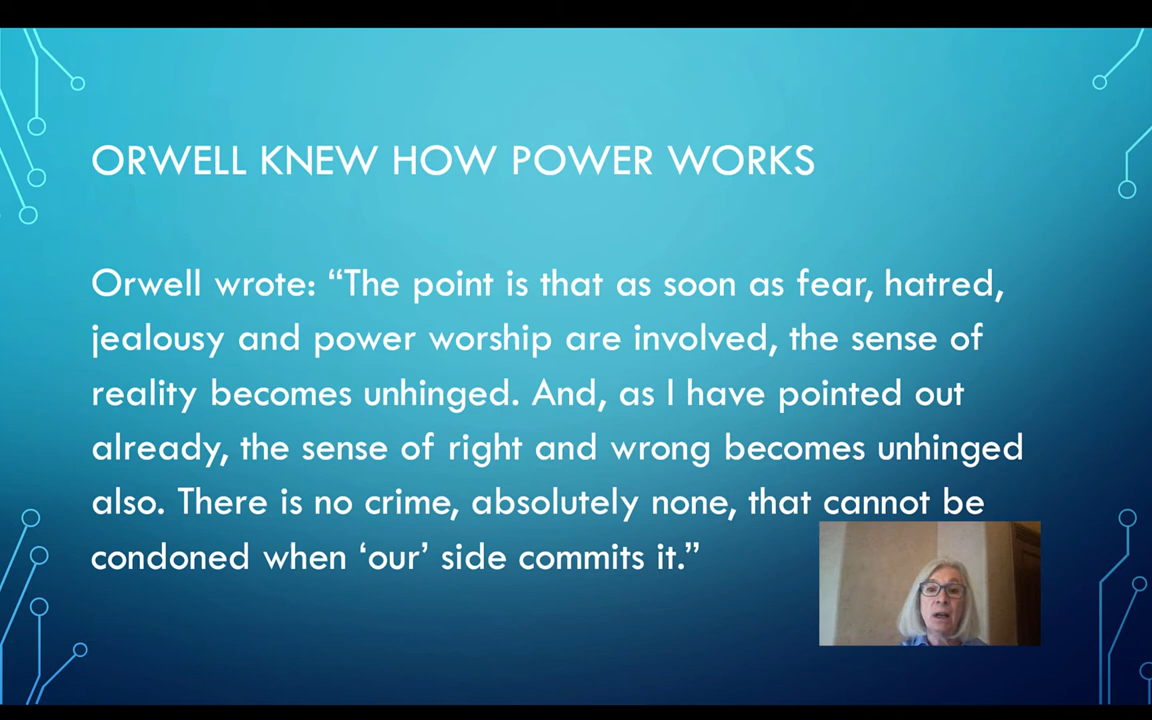 ORWELL KNEW HOW POWER WORKS
Orwell wrote: “The point is that as soon as fear, hatred,
jealousy and power worship are involved, the sense of
reality becomes unhinged. And, as I have pointed out
already, the sense of right and wrong becomes unhinged
also. There is no crime, absolutely none, that cannot be
condoned when ‘our’ side commits it.”